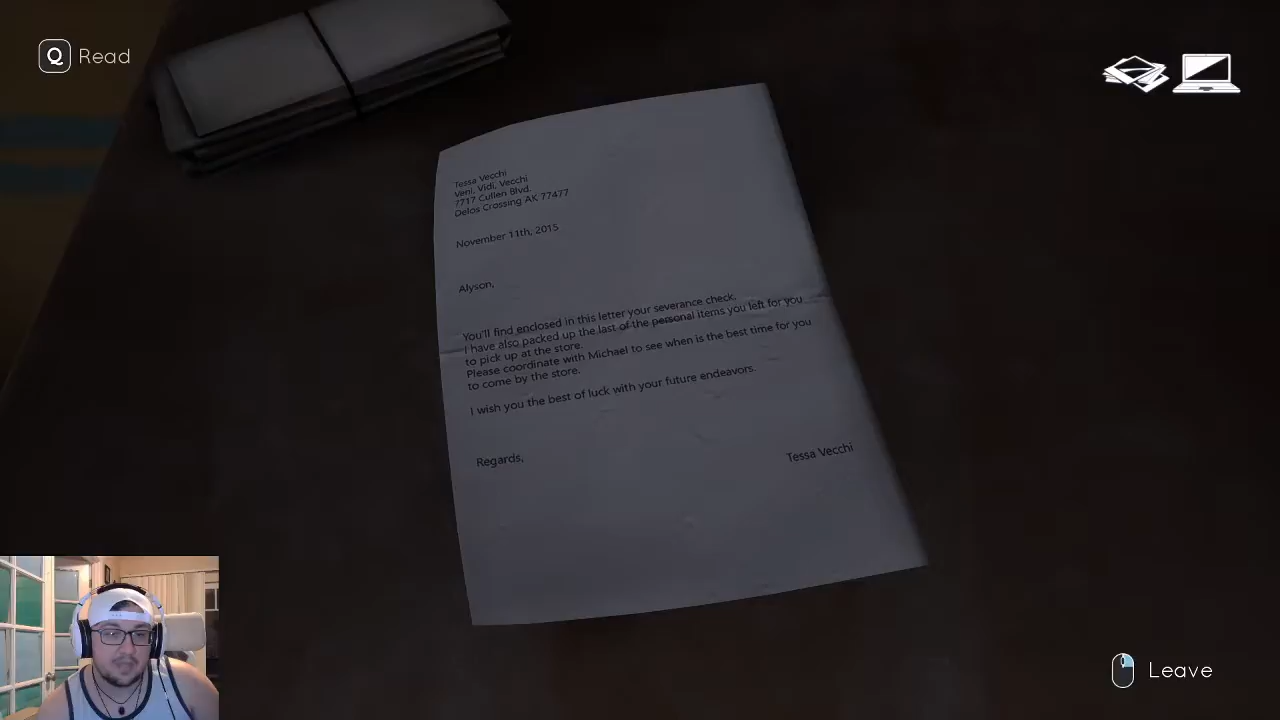 Q Read
Tessa Vecchi
Veni, Vidi, Vecchi
7717 Cullen Blvd.
Delos Crossing AK 77477
November 11th, 2015
Alyson,
You'll find enclosed in this letter your severance check.
I have also packed up the last of the personal items you left for you
to pick up at the store.
Please coordinate with Michael to see when is the best time for you
to come by the store.
I wish you the best of luck with your future endeavors.
Regards,
Tessa Vecchi
Leave